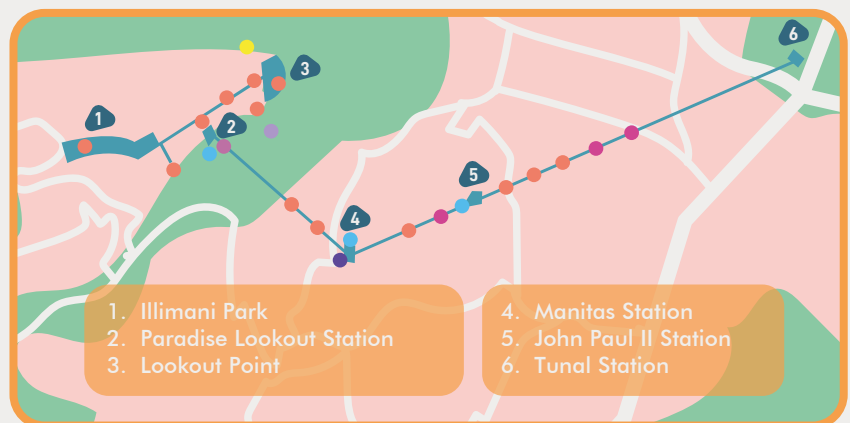 6
3
1
2
5
4
1. Illimani Park
2. Paradise Lookout Station
3. Lookout Point
4. Manitas Station
5. John Paul II Station
6. Tunal Station